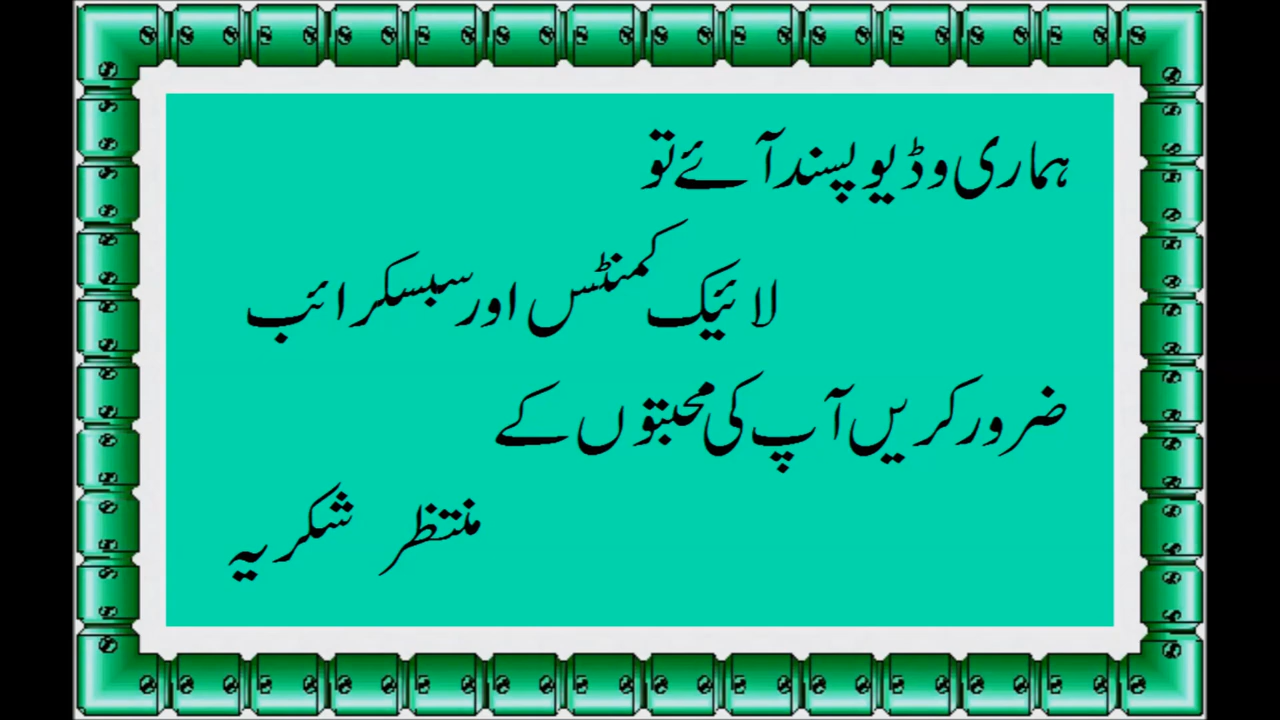 ہماری وڈیو پسند آئے تو
لائیک کمنٹس اور سبسکرائب
ضرور کریں آپ کی محبتوں کے
منتظر شکریہ